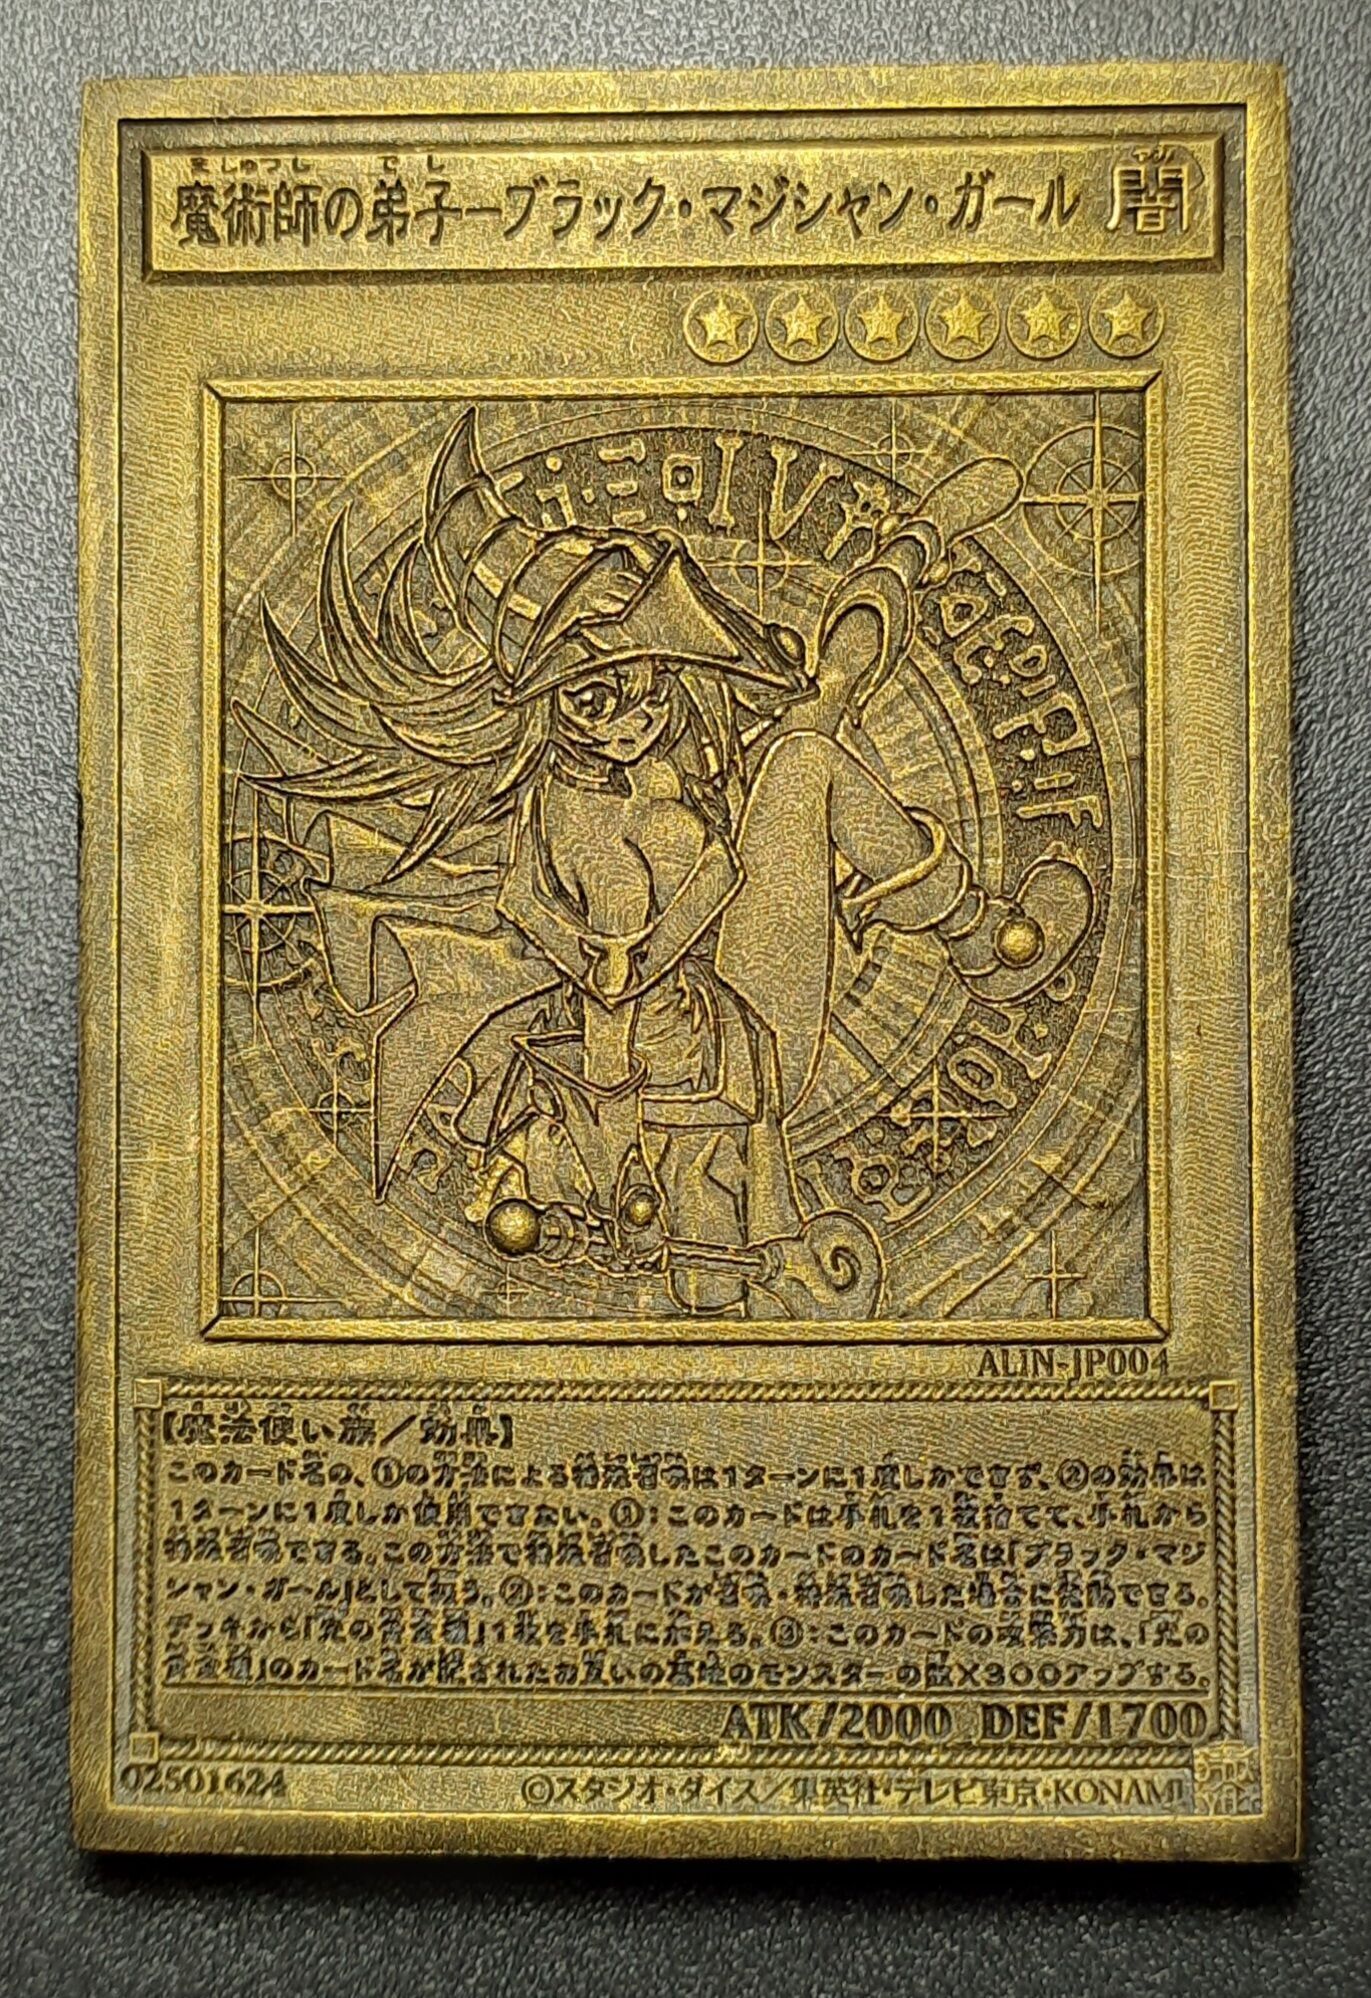 魔術師の弟子－ブラック・マジシャン・ガール 闇
ALIN-JP004
【魔法使い族／効果】
このカード名の、①の方法による特殊召喚は1ターンに1度しかできず、②の効果は
1ターンに1度しか使用できない。①：このカードは手札を1枚捨てて、手札から
特殊召喚できる。この方法で特殊召喚したこのカードのカード名は「ブラック・マジ
シャン・ガール」として扱う。②：このカードが召喚・特殊召喚した場合に発動できる。
デッキから「光の黄金櫃」1枚を手札に加える。③：このカードの攻撃力は、「光の
黄金櫃」のカード名が記されたお互いの墓地のモンスターの数×300アップする。
ATK/2000 DEF/1700
02501624 ©スタジオ・ダイス／集英社・テレビ東京・KONAMI